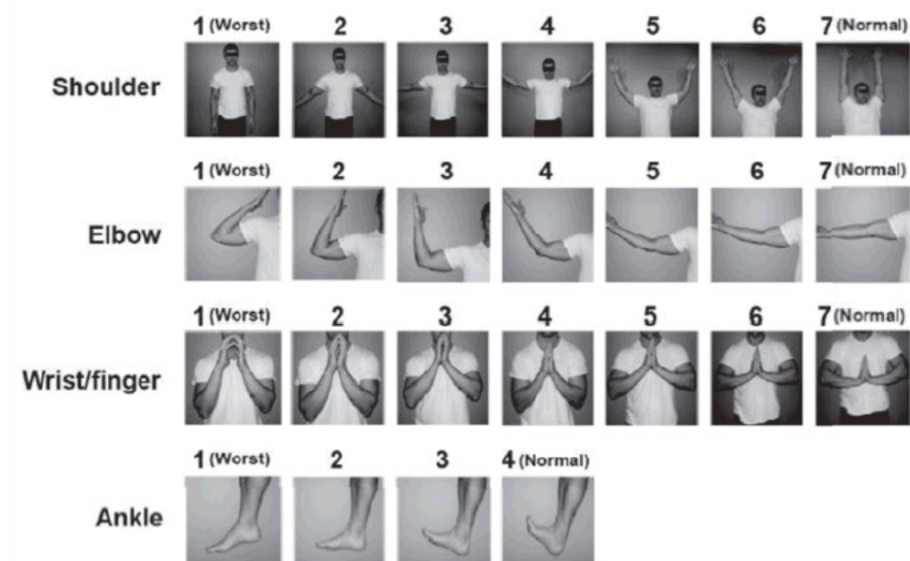 1 (Worst) 2 3 4 5 6 7 (Normal)
Shoulder
1 (Worst) 2 3 4 5 6 7 (Normal)
Elbow
1 (Worst) 2 3 4 5 6 7 (Normal)
Wrist/finger
1 (Worst) 2 3 4 (Normal)
Ankle